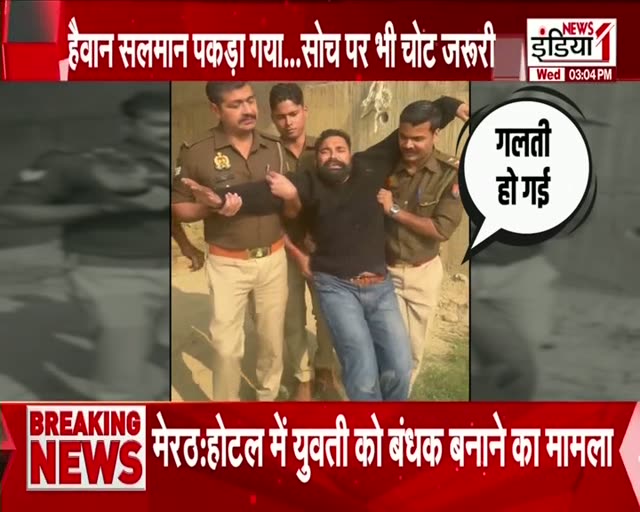 हैवान सलमान पकड़ा गया...सोच पर भी चोट जरूरी
NEWS
इंडिया 1
Wed 03:04 PM
गलती
हो गई
BREAKING
NEWS
मेरठ:होटल में युवती को बंधक बनाने का मामला